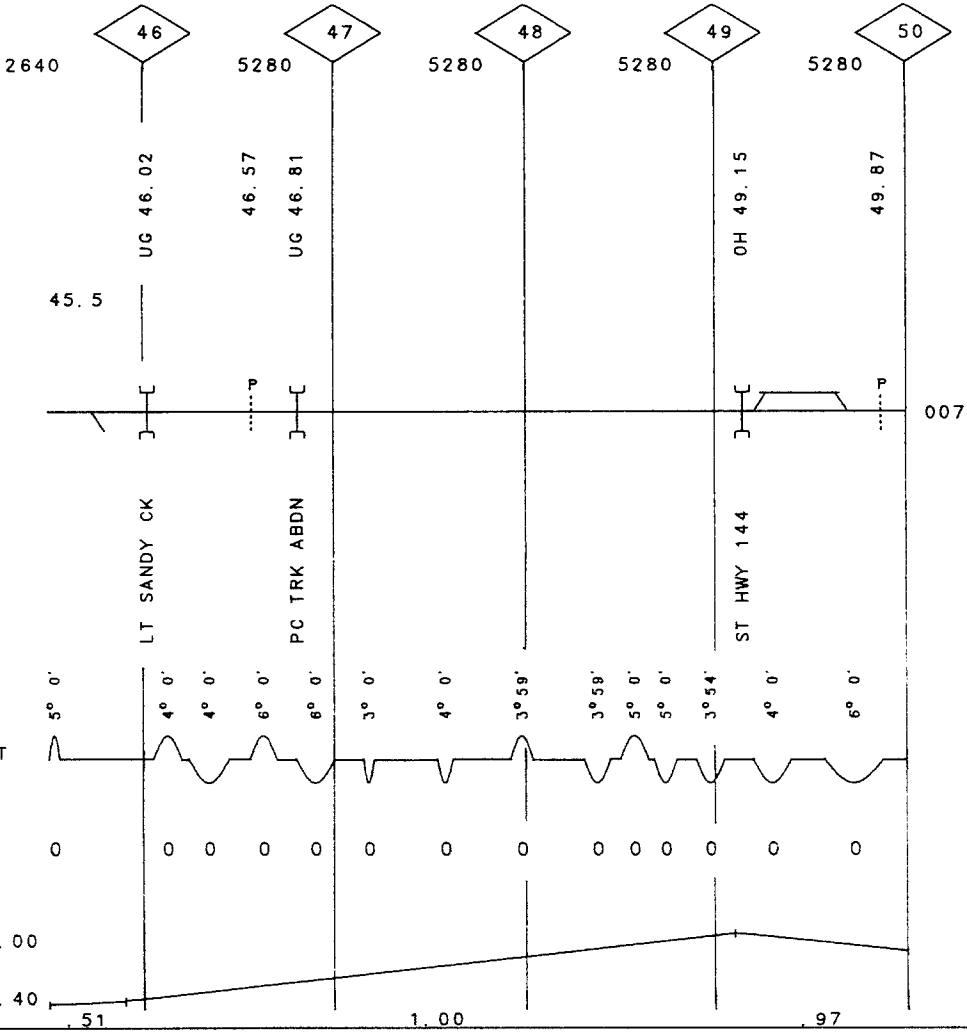 46 47 48 49 50
2640 5280 5280 5280 5280
UG 46.02
46.57
UG 46.81
OH 49.15
49.87
45.5
P P
007
LT SANDY CK
PC TRK ABDN
ST HWY 144
5° 0'
4° 0'
4° 0'
6° 0'
6° 0'
3° 0'
4° 0'
3°59'
3°59'
5° 0'
5° 0'
3°54'
4° 0'
6° 0'
T
0 0 0 0 0 0 0 0 0 0 0 0 0 0
.00
.40
.51 1.00 .97